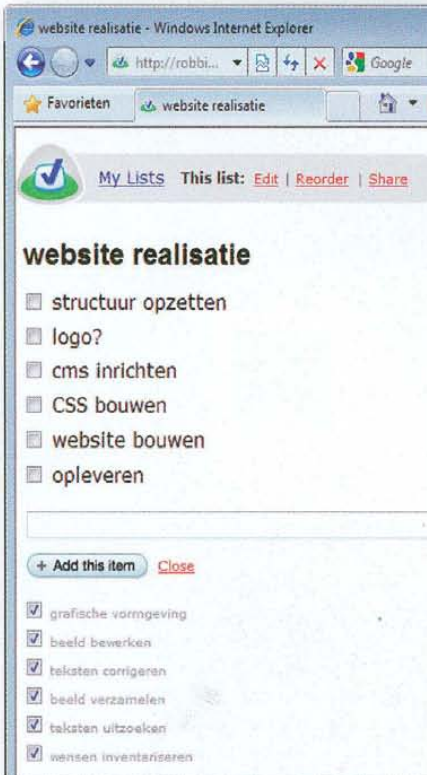 website realisatie - Windows Internet Explorer
http://robbi... Google
Favorieten website realisatie
My Lists This list: Edit | Reorder | Share
website realisatie
structuur opzetten
logo?
cms inrichten
CSS bouwen
website bouwen
opleveren
+ Add this item Close
grafische vormgeving
beeld bewerken
teksten corrigeren
beeld verzamelen
teksten uitzoeken
wensen inventariseren